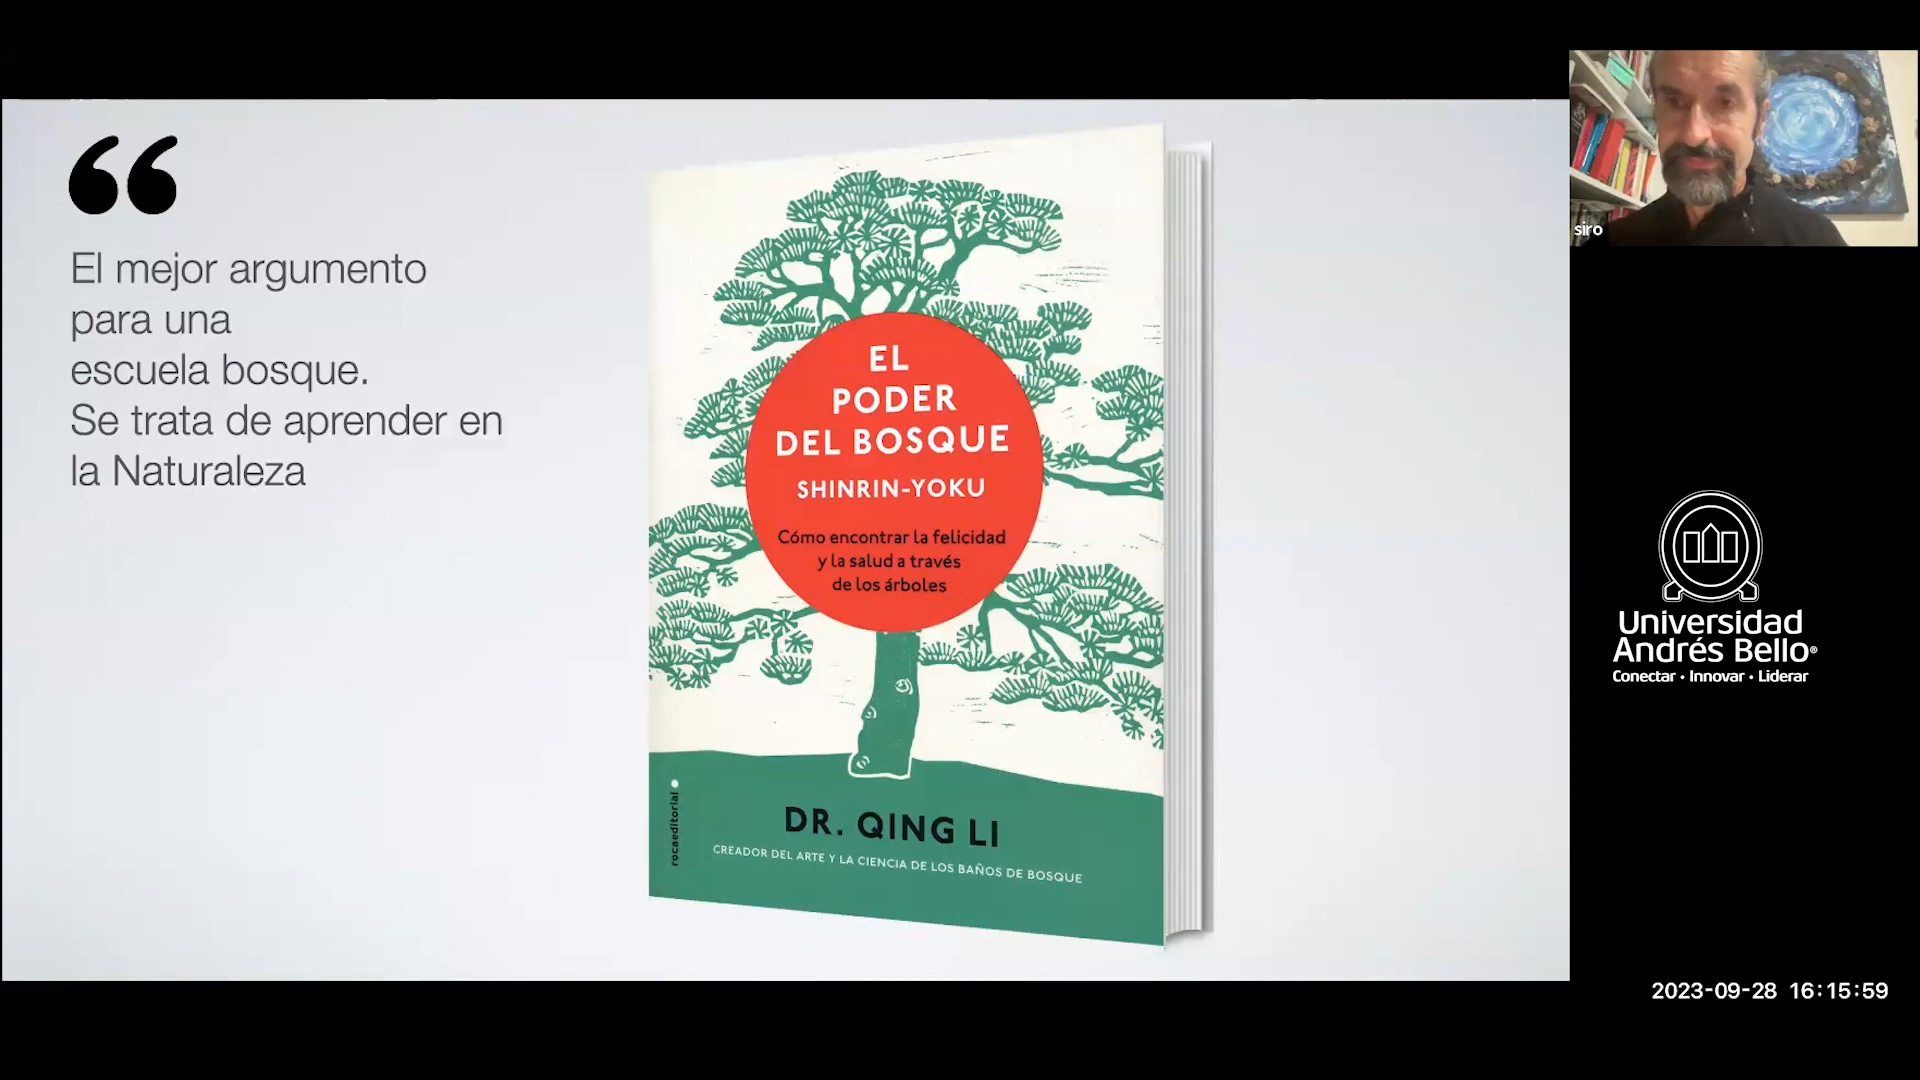 “
El mejor argumento
para una
escuela bosque.
Se trata de aprender en
la Naturaleza
EL
PODER
DEL BOSQUE
SHINRIN-YOKU
Cómo encontrar la felicidad
y la salud a través
de los árboles
rocaeditorial
DR. QING LI
CREADOR DEL ARTE Y LA CIENCIA DE LOS BAÑOS DE BOSQUE
siro
Universidad
Andrés Bello®
Conectar • Innovar • Liderar
2023-09-28 16:15:59